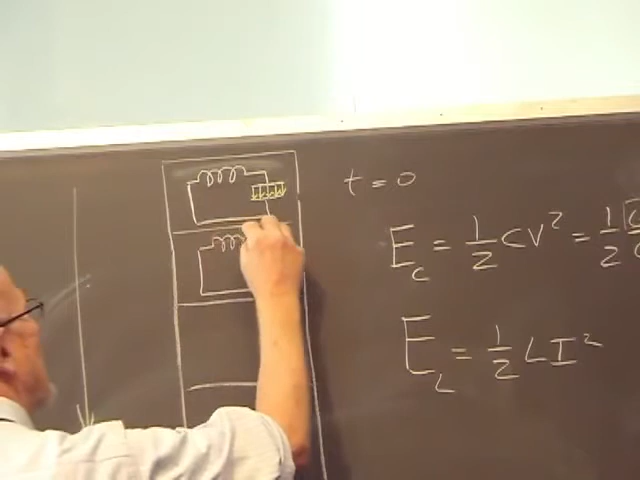 t = 0
E_C = 1/2 CV² = 1/2
E_L = 1/2 LI²